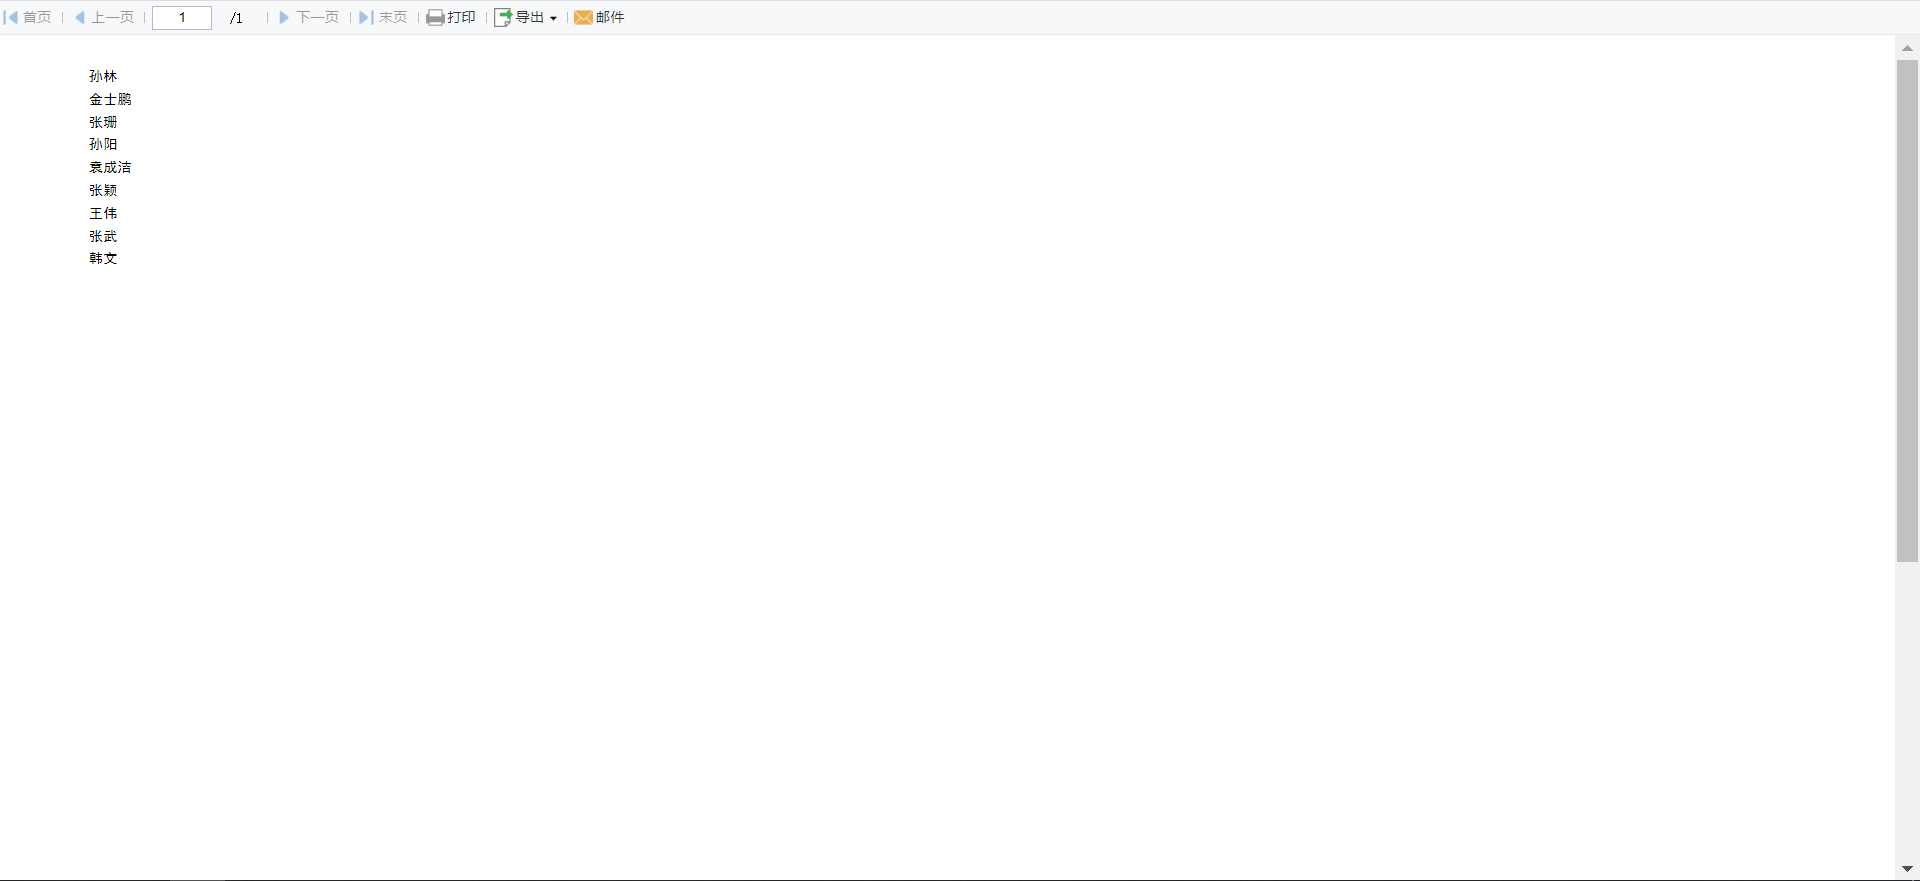 首页 上一页 1 /1 下一页 末页 打印 导出 邮件
孙林
金士鹏
张珊
孙阳
袁成洁
张颖
王伟
张武
韩文